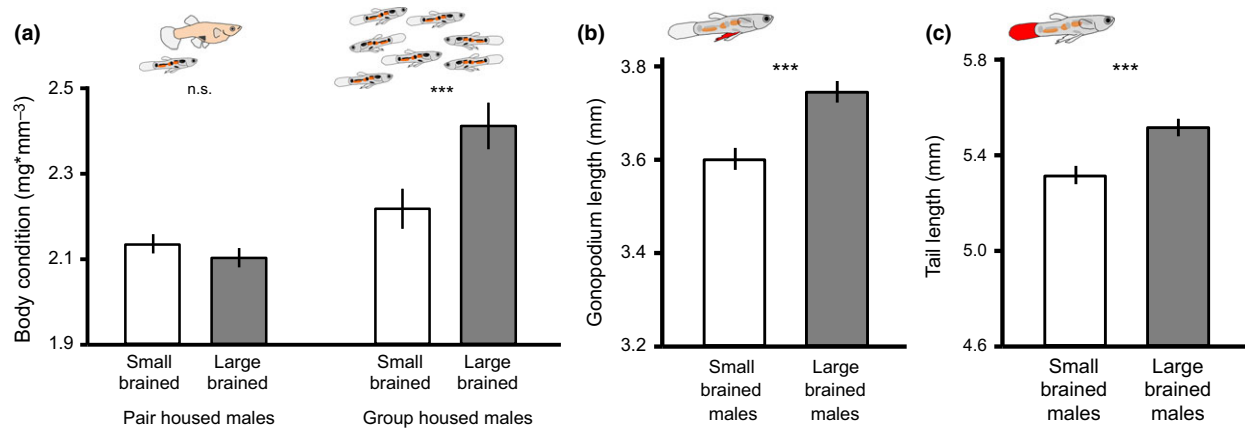 (a)
n.s.
***
Body condition (mg*mm⁻³)
2.5
2.3
2.1
1.9
Small brained
Large brained
Small brained
Large brained
Pair housed males
Group housed males
(b)
***
Gonopodium length (mm)
3.8
3.6
3.4
3.2
Small brained males
Large brained males
(c)
***
Tail length (mm)
5.8
5.4
5.0
4.6
Small brained males
Large brained males